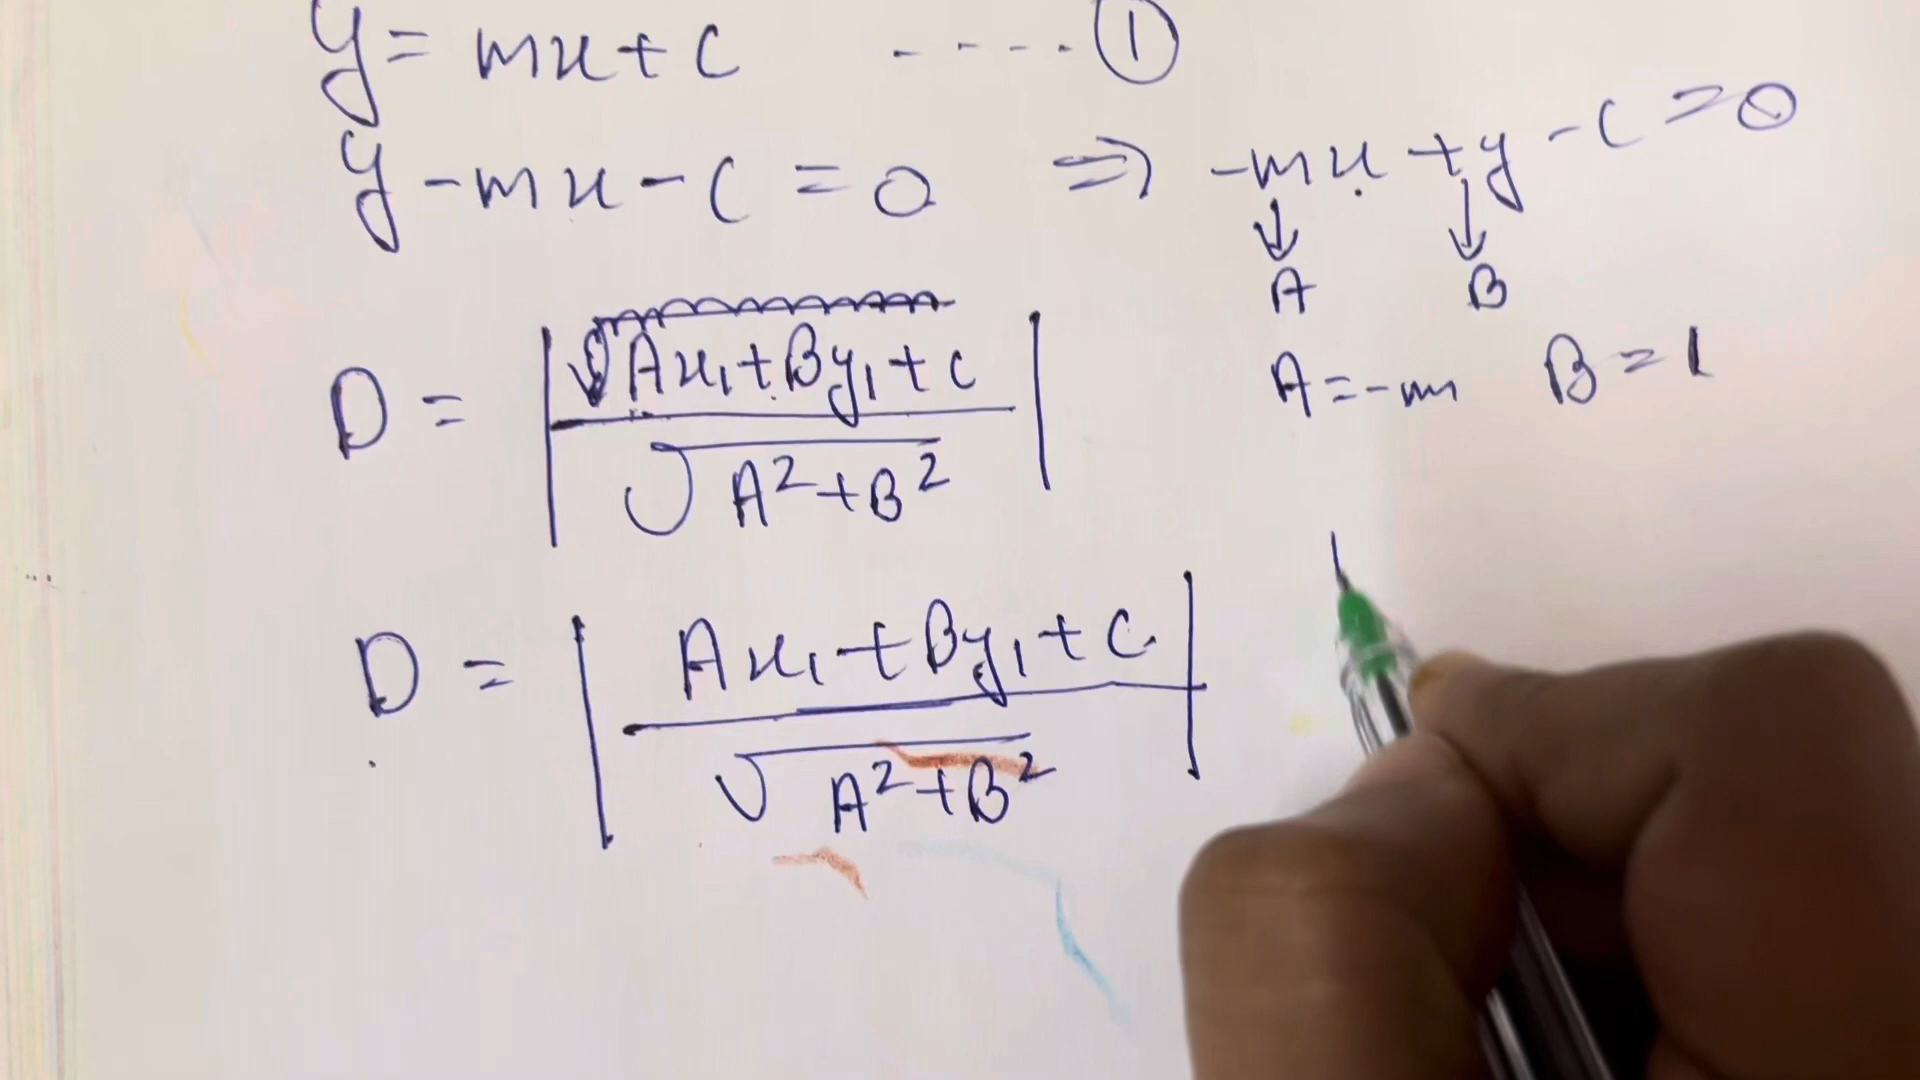 y = mx + c ----- ①
y - mx - c = 0 ⇒ -mx + y - c = 0
A B
A = -m B = 1
D = | Ax₁ + By₁ + c / √A² + B² |
D = | Ax₁ + By₁ + c / √A² + B² |